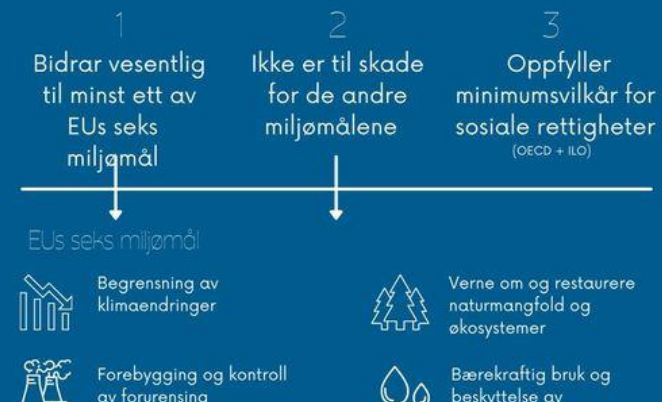 1
Bidrar vesentlig
til minst ett av
EUs seks
miljømål
2
Ikke er til skade
for de andre
miljømålene
3
Oppfyller
minimumsvilkår for
sosiale rettigheter
(OECD + ILO)
EUs seks miljømål
Begrensning av
klimaendringer
Verne om og restaurere
naturmangfold og
økosystemer
Forebygging og kontroll
av forurensing
Bærekraftig bruk og
beskyttelse av